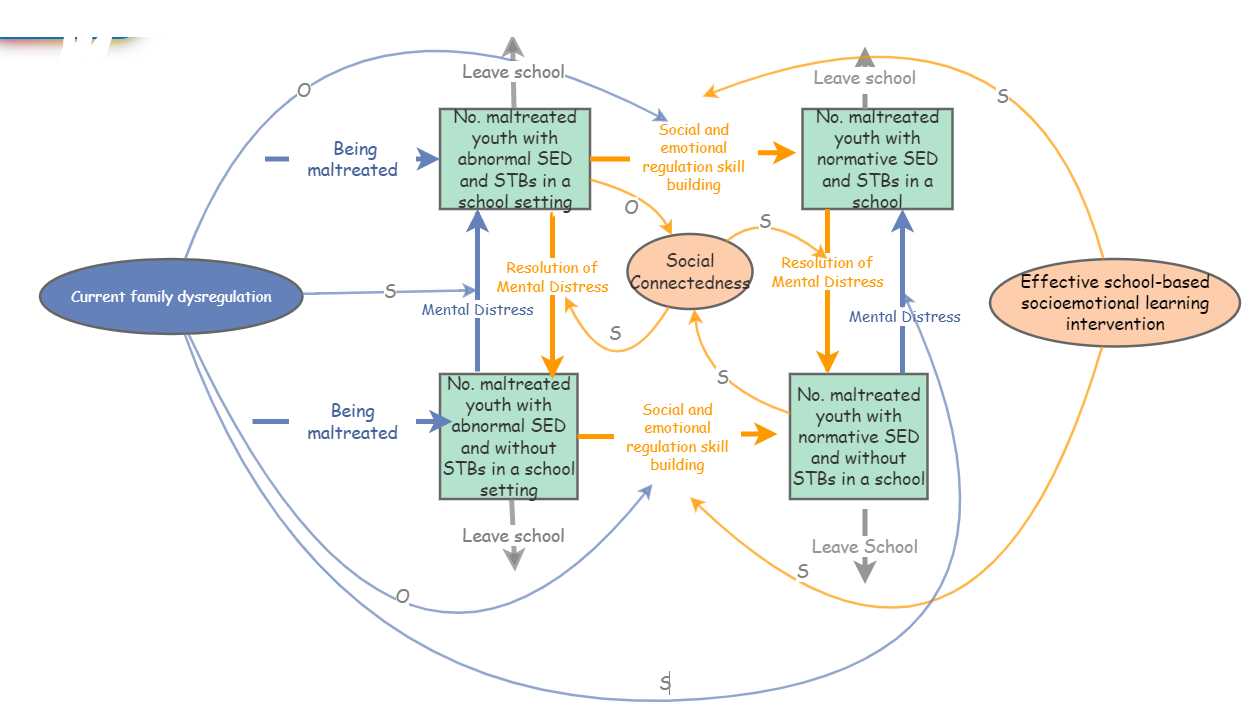 Leave school
Leave school
O
S
No. maltreated
youth with
abnormal SED
and STBs in a
school setting
No. maltreated
youth with
normative SED
and STBs in a
school
Being
maltreated
Social and
emotional
regulation skill
building
O
S
Social
Connectedness
Resolution of
Mental Distress
Resolution of
Mental Distress
Current family dysregulation
S
Mental Distress
Mental Distress
Effective school-based
socioemotional learning
intervention
S
S
No. maltreated
youth with
abnormal SED
and without
STBs in a school
setting
No. maltreated
youth with
normative SED
and without
STBs in a school
Being
maltreated
Social and
emotional
regulation skill
building
Leave school
Leave School
S
O
S